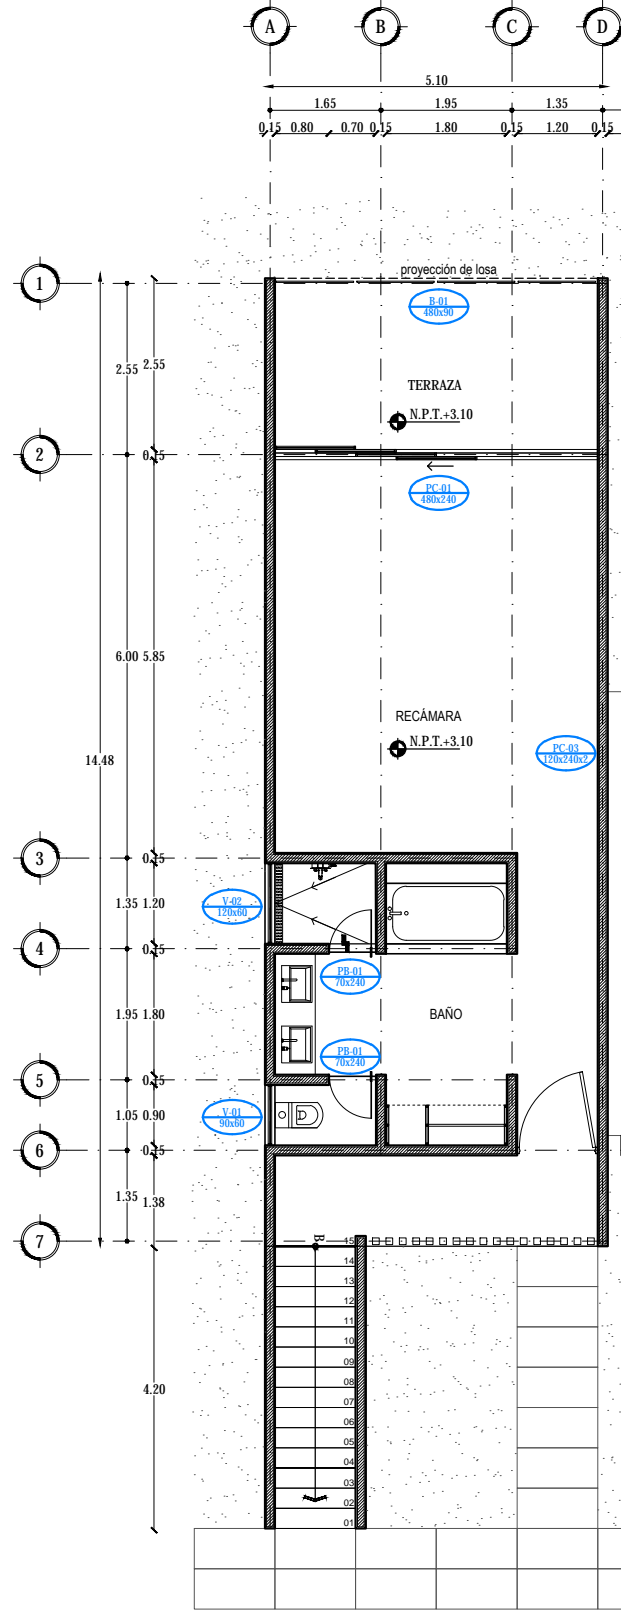 A B C D
5.10
1.65 1.95 1.35
0.15 0.80 0.70 0.15 1.80 0.15 1.20 0.15
proyección de losa
1
B-01
480x90
2.55 2.55
TERRAZA
N.P.T.+3.10
2
0.15
PC-01
480x240
6.00 5.85
RECÁMARA
N.P.T.+3.10
PC-03
120x240x2
14.48
3
0.15
1.35 1.20
V-02
120x60
4
0.15
PB-01
70x240
1.95 1.80
BAÑO
PB-01
70x240
5
0.15
1.05 0.90
V-01
90x60
6
0.15
1.35 1.38
7
B
15
14
13
12
11
10
09
08
07
06
05
04
03
02
01
4.20